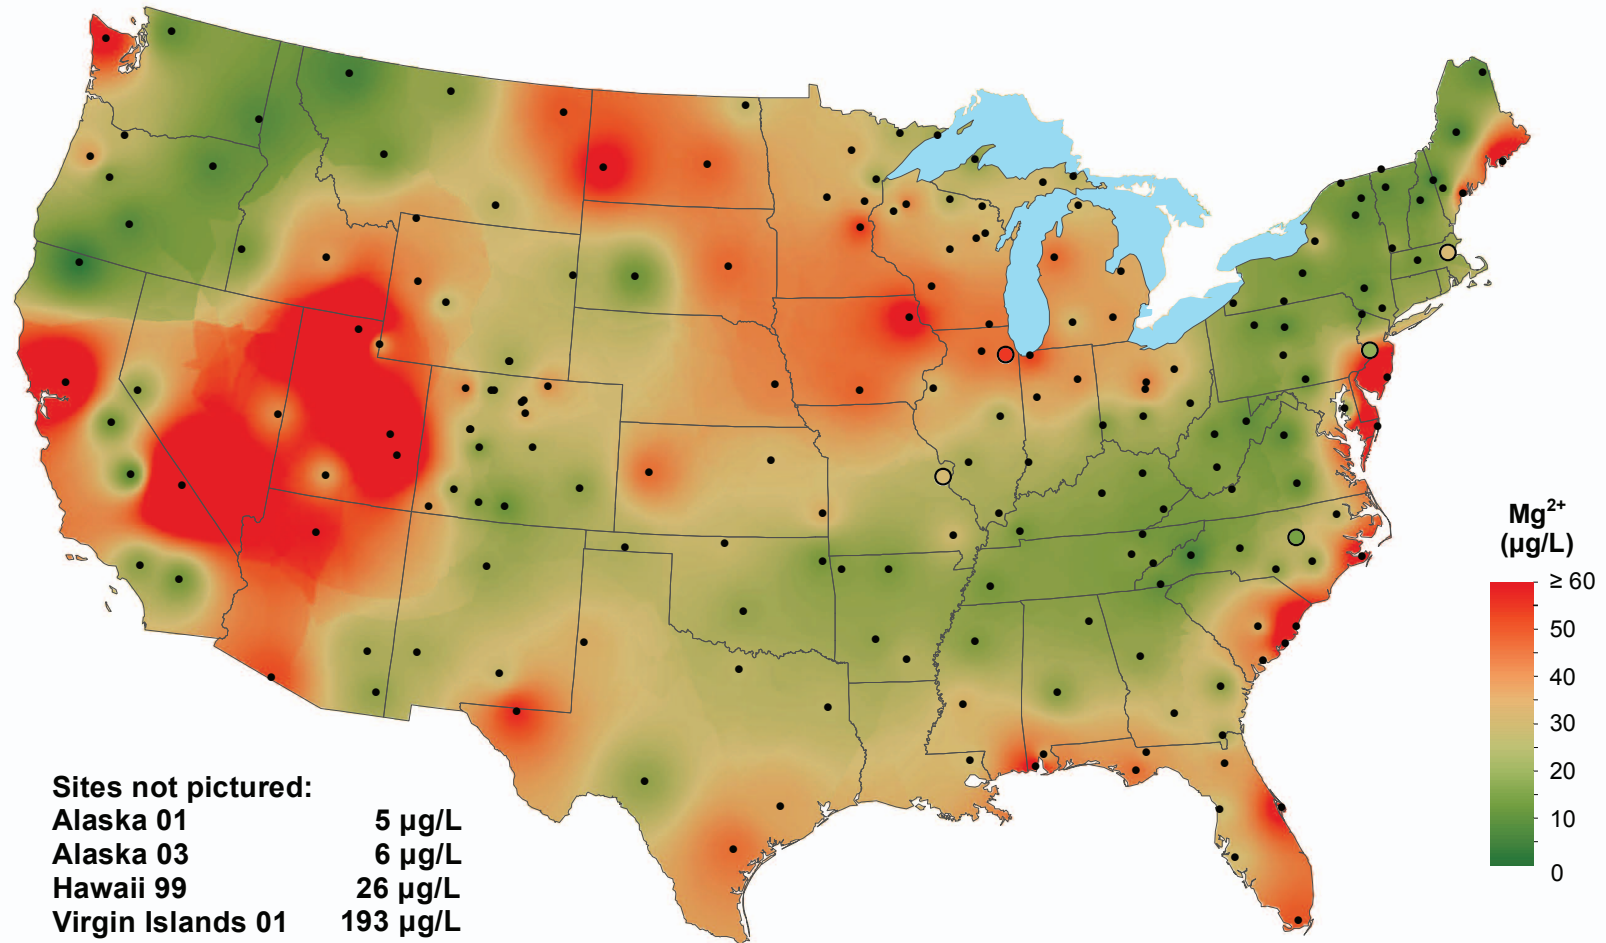 Mg²⁺
(µg/L)
≥ 60
50
40
30
20
10
0
Sites not pictured:
Alaska 01 5 µg/L
Alaska 03 6 µg/L
Hawaii 99 26 µg/L
Virgin Islands 01 193 µg/L